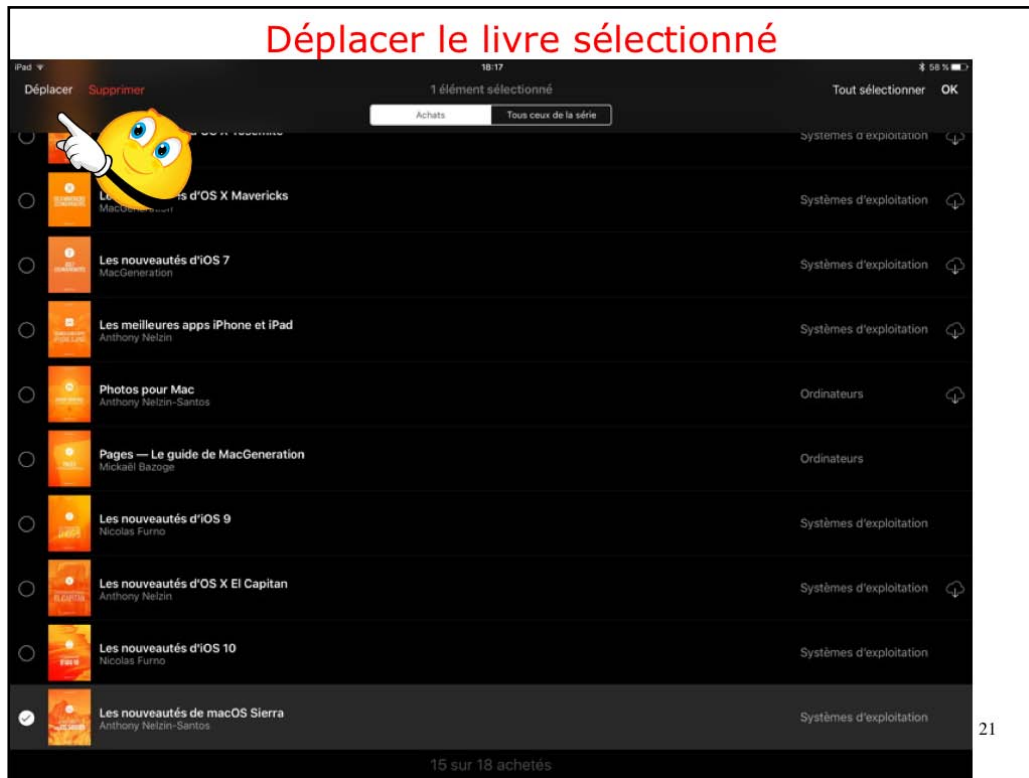 Déplacer le livre sélectionné
iPad 18:17 58 %
Déplacer Supprimer 1 élément sélectionné Tout sélectionner OK
Achats Tous ceux de la série
Systèmes d'exploitation
d'OS X Mavericks Systèmes d'exploitation
MacGeneration
Les nouveautés d'iOS 7 Systèmes d'exploitation
MacGeneration
Les meilleures apps iPhone et iPad Systèmes d'exploitation
Anthony Nelzin
Photos pour Mac Ordinateurs
Anthony Nelzin-Santos
Pages — Le guide de MacGeneration Ordinateurs
Mickaël Bazoge
Les nouveautés d'iOS 9 Systèmes d'exploitation
Nicolas Furno
Les nouveautés d'OS X El Capitan Systèmes d'exploitation
Anthony Nelzin
Les nouveautés d'iOS 10 Systèmes d'exploitation
Nicolas Furno
Les nouveautés de macOS Sierra Systèmes d'exploitation
Anthony Nelzin-Santos
21
15 sur 18 achetés